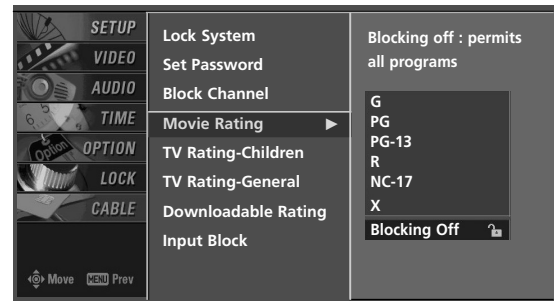 SETUP
VIDEO
AUDIO
TIME
OPTION
LOCK
CABLE
Move MENU Prev
Lock System
Set Password
Block Channel
Movie Rating
TV Rating-Children
TV Rating-General
Downloadable Rating
Input Block
Blocking off : permits
all programs
G
PG
PG-13
R
NC-17
X
Blocking Off